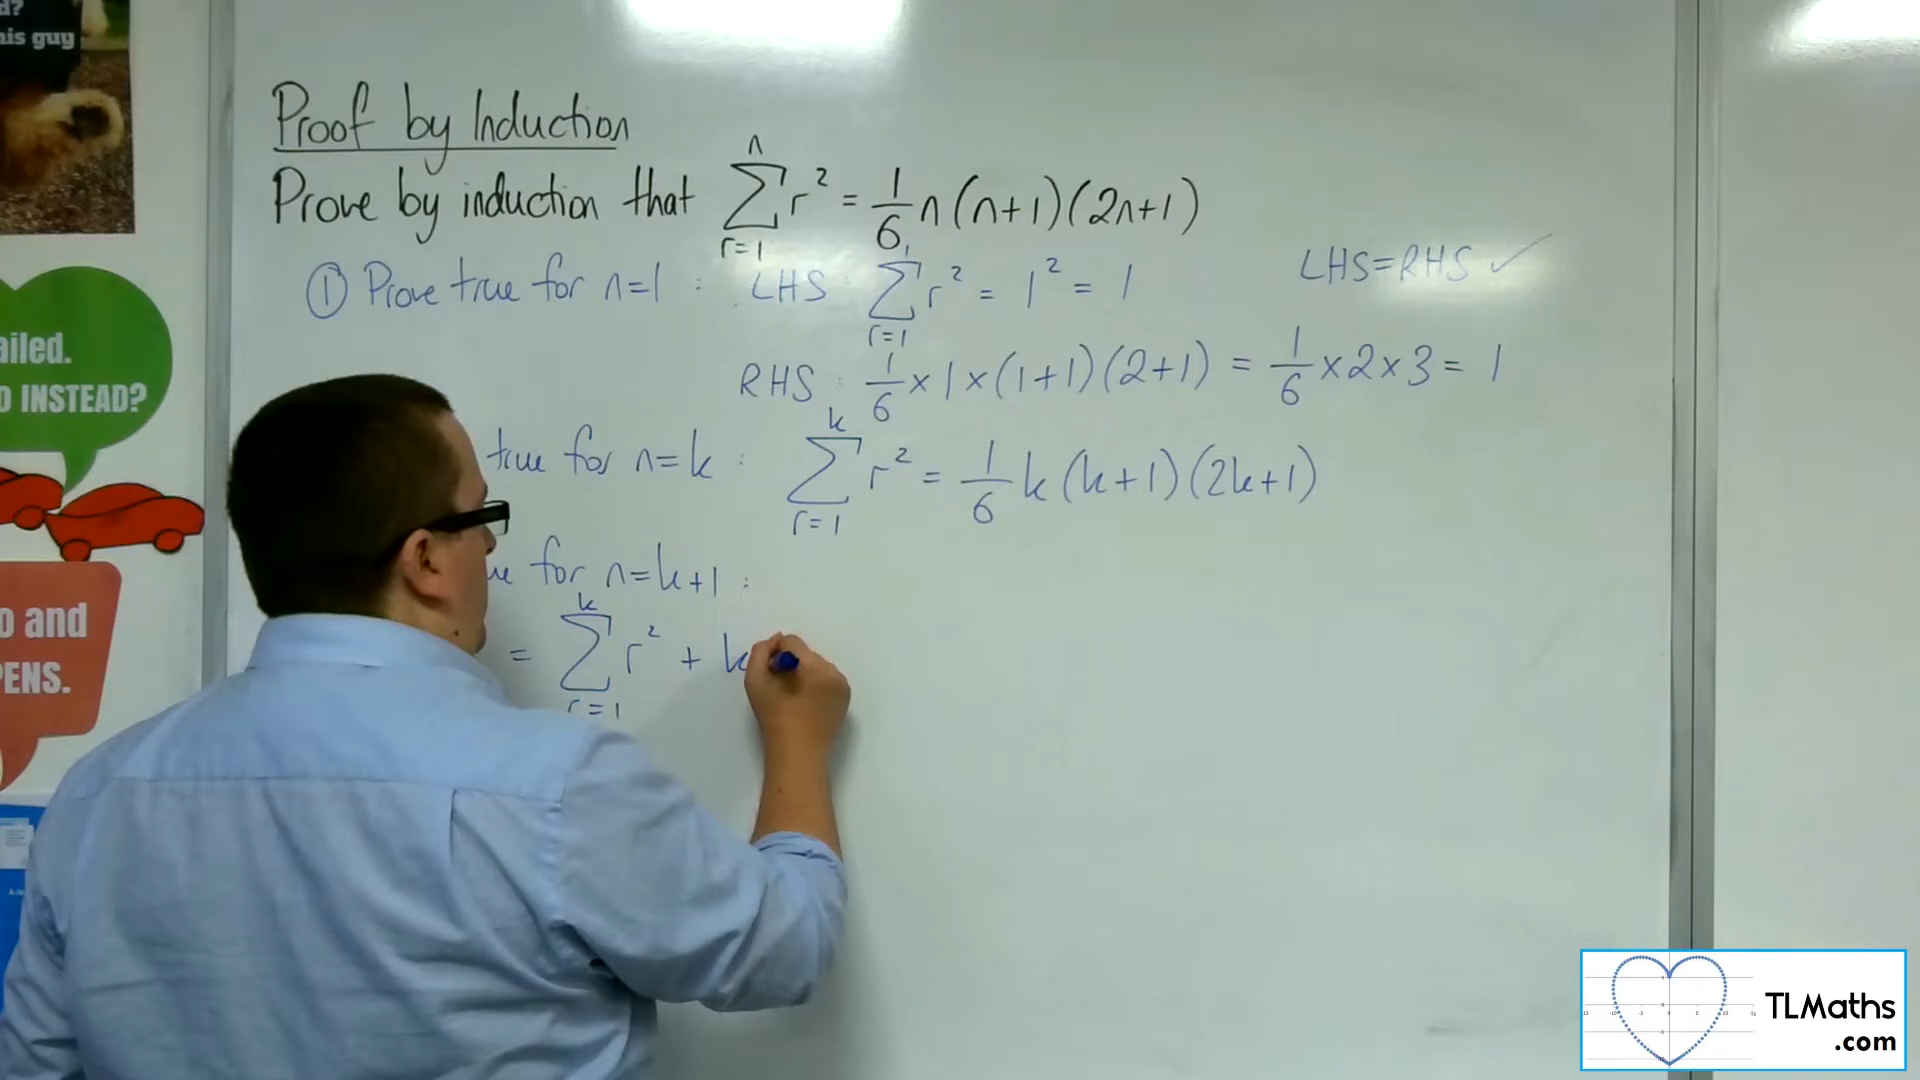 d?
his guy
ailed.
O INSTEAD?
o and
PENS.
Proof by Induction
Prove by induction that n∑r=1 r² = 1/6 n(n+1)(2n+1)
① Prove true for n=1 : LHS : 1∑r=1 r² = 1² = 1
LHS=RHS ✓
RHS : 1/6 × 1 × (1+1)(2+1) = 1/6 × 2 × 3 = 1
true for n=k : k∑r=1 r² = 1/6 k(k+1)(2k+1)
ue for n=k+1 :
= k∑r=1 r² + k
TLMaths
.com